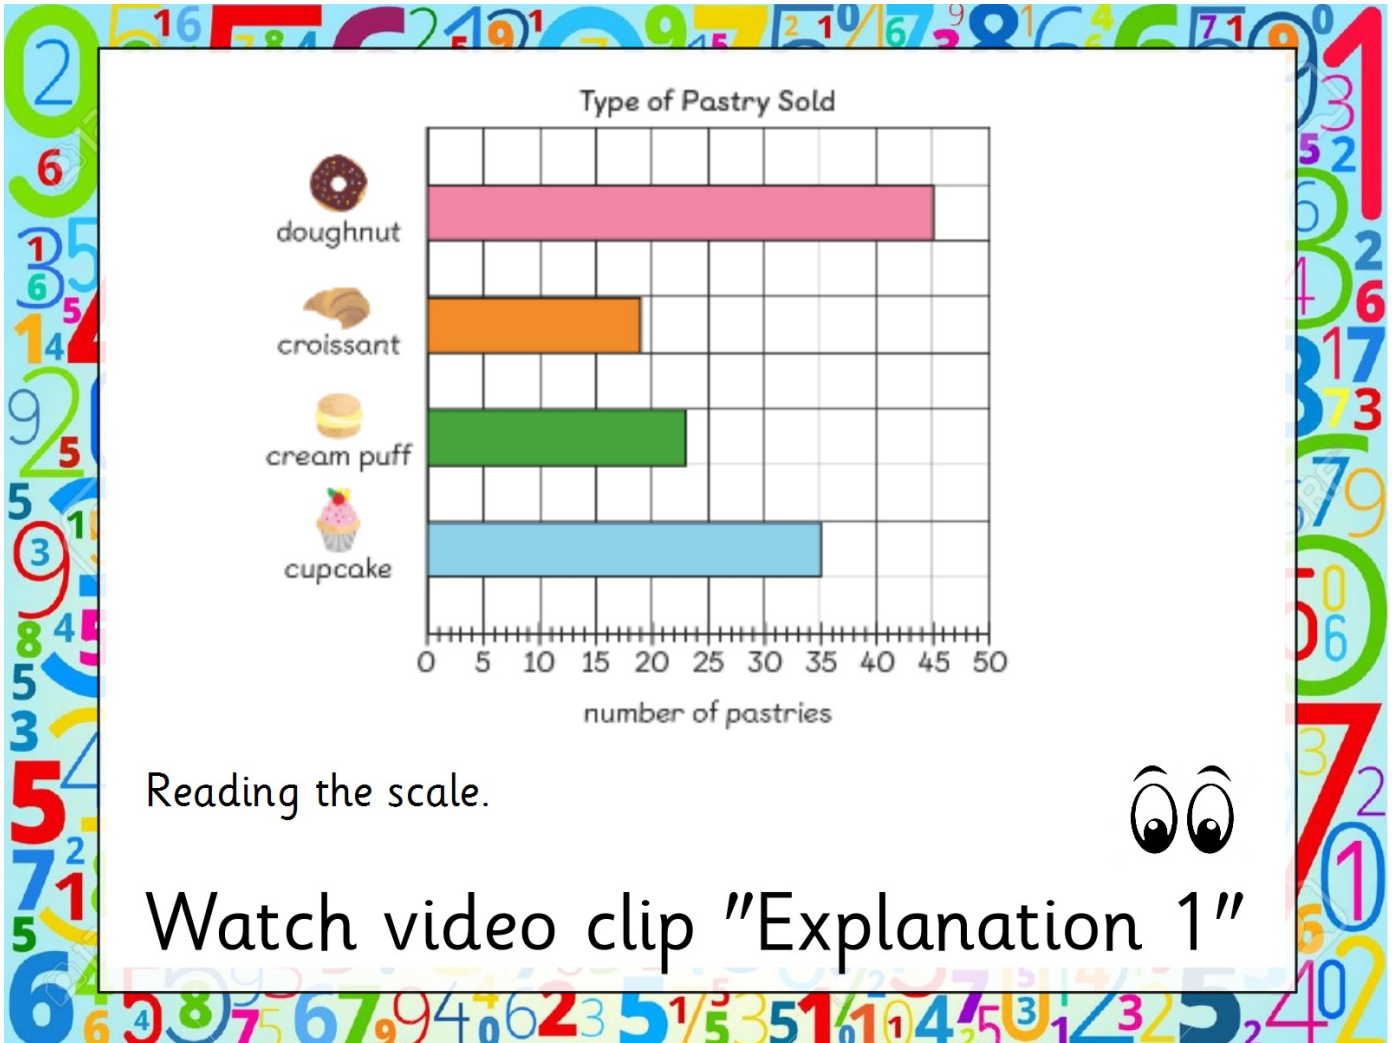 Type of Pastry Sold
doughnut
croissant
cream puff
cupcake
0 5 10 15 20 25 30 35 40 45 50
number of pastries
Reading the scale.
Watch video clip "Explanation 1"